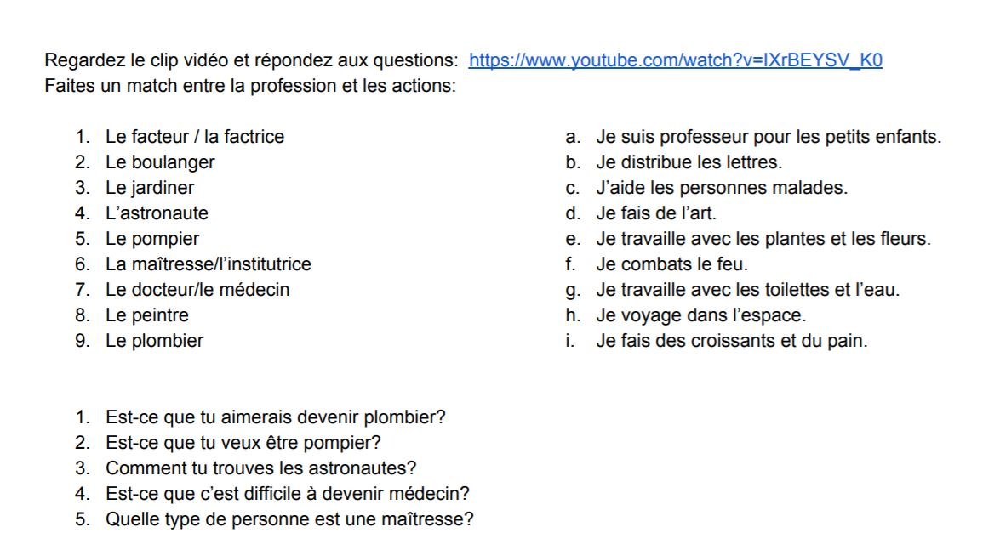 Regardez le clip vidéo et répondez aux questions: https://www.youtube.com/watch?v=IXrBEYSV_K0
Faites un match entre la profession et les actions:
1. Le facteur / la factrice
2. Le boulanger
3. Le jardiner
4. L’astronaute
5. Le pompier
6. La maîtresse/l’institutrice
7. Le docteur/le médecin
8. Le peintre
9. Le plombier
a. Je suis professeur pour les petits enfants.
b. Je distribue les lettres.
c. J’aide les personnes malades.
d. Je fais de l’art.
e. Je travaille avec les plantes et les fleurs.
f. Je combats le feu.
g. Je travaille avec les toilettes et l’eau.
h. Je voyage dans l’espace.
i. Je fais des croissants et du pain.
1. Est-ce que tu aimerais devenir plombier?
2. Est-ce que tu veux être pompier?
3. Comment tu trouves les astronautes?
4. Est-ce que c’est difficile à devenir médecin?
5. Quelle type de personne est une maîtresse?